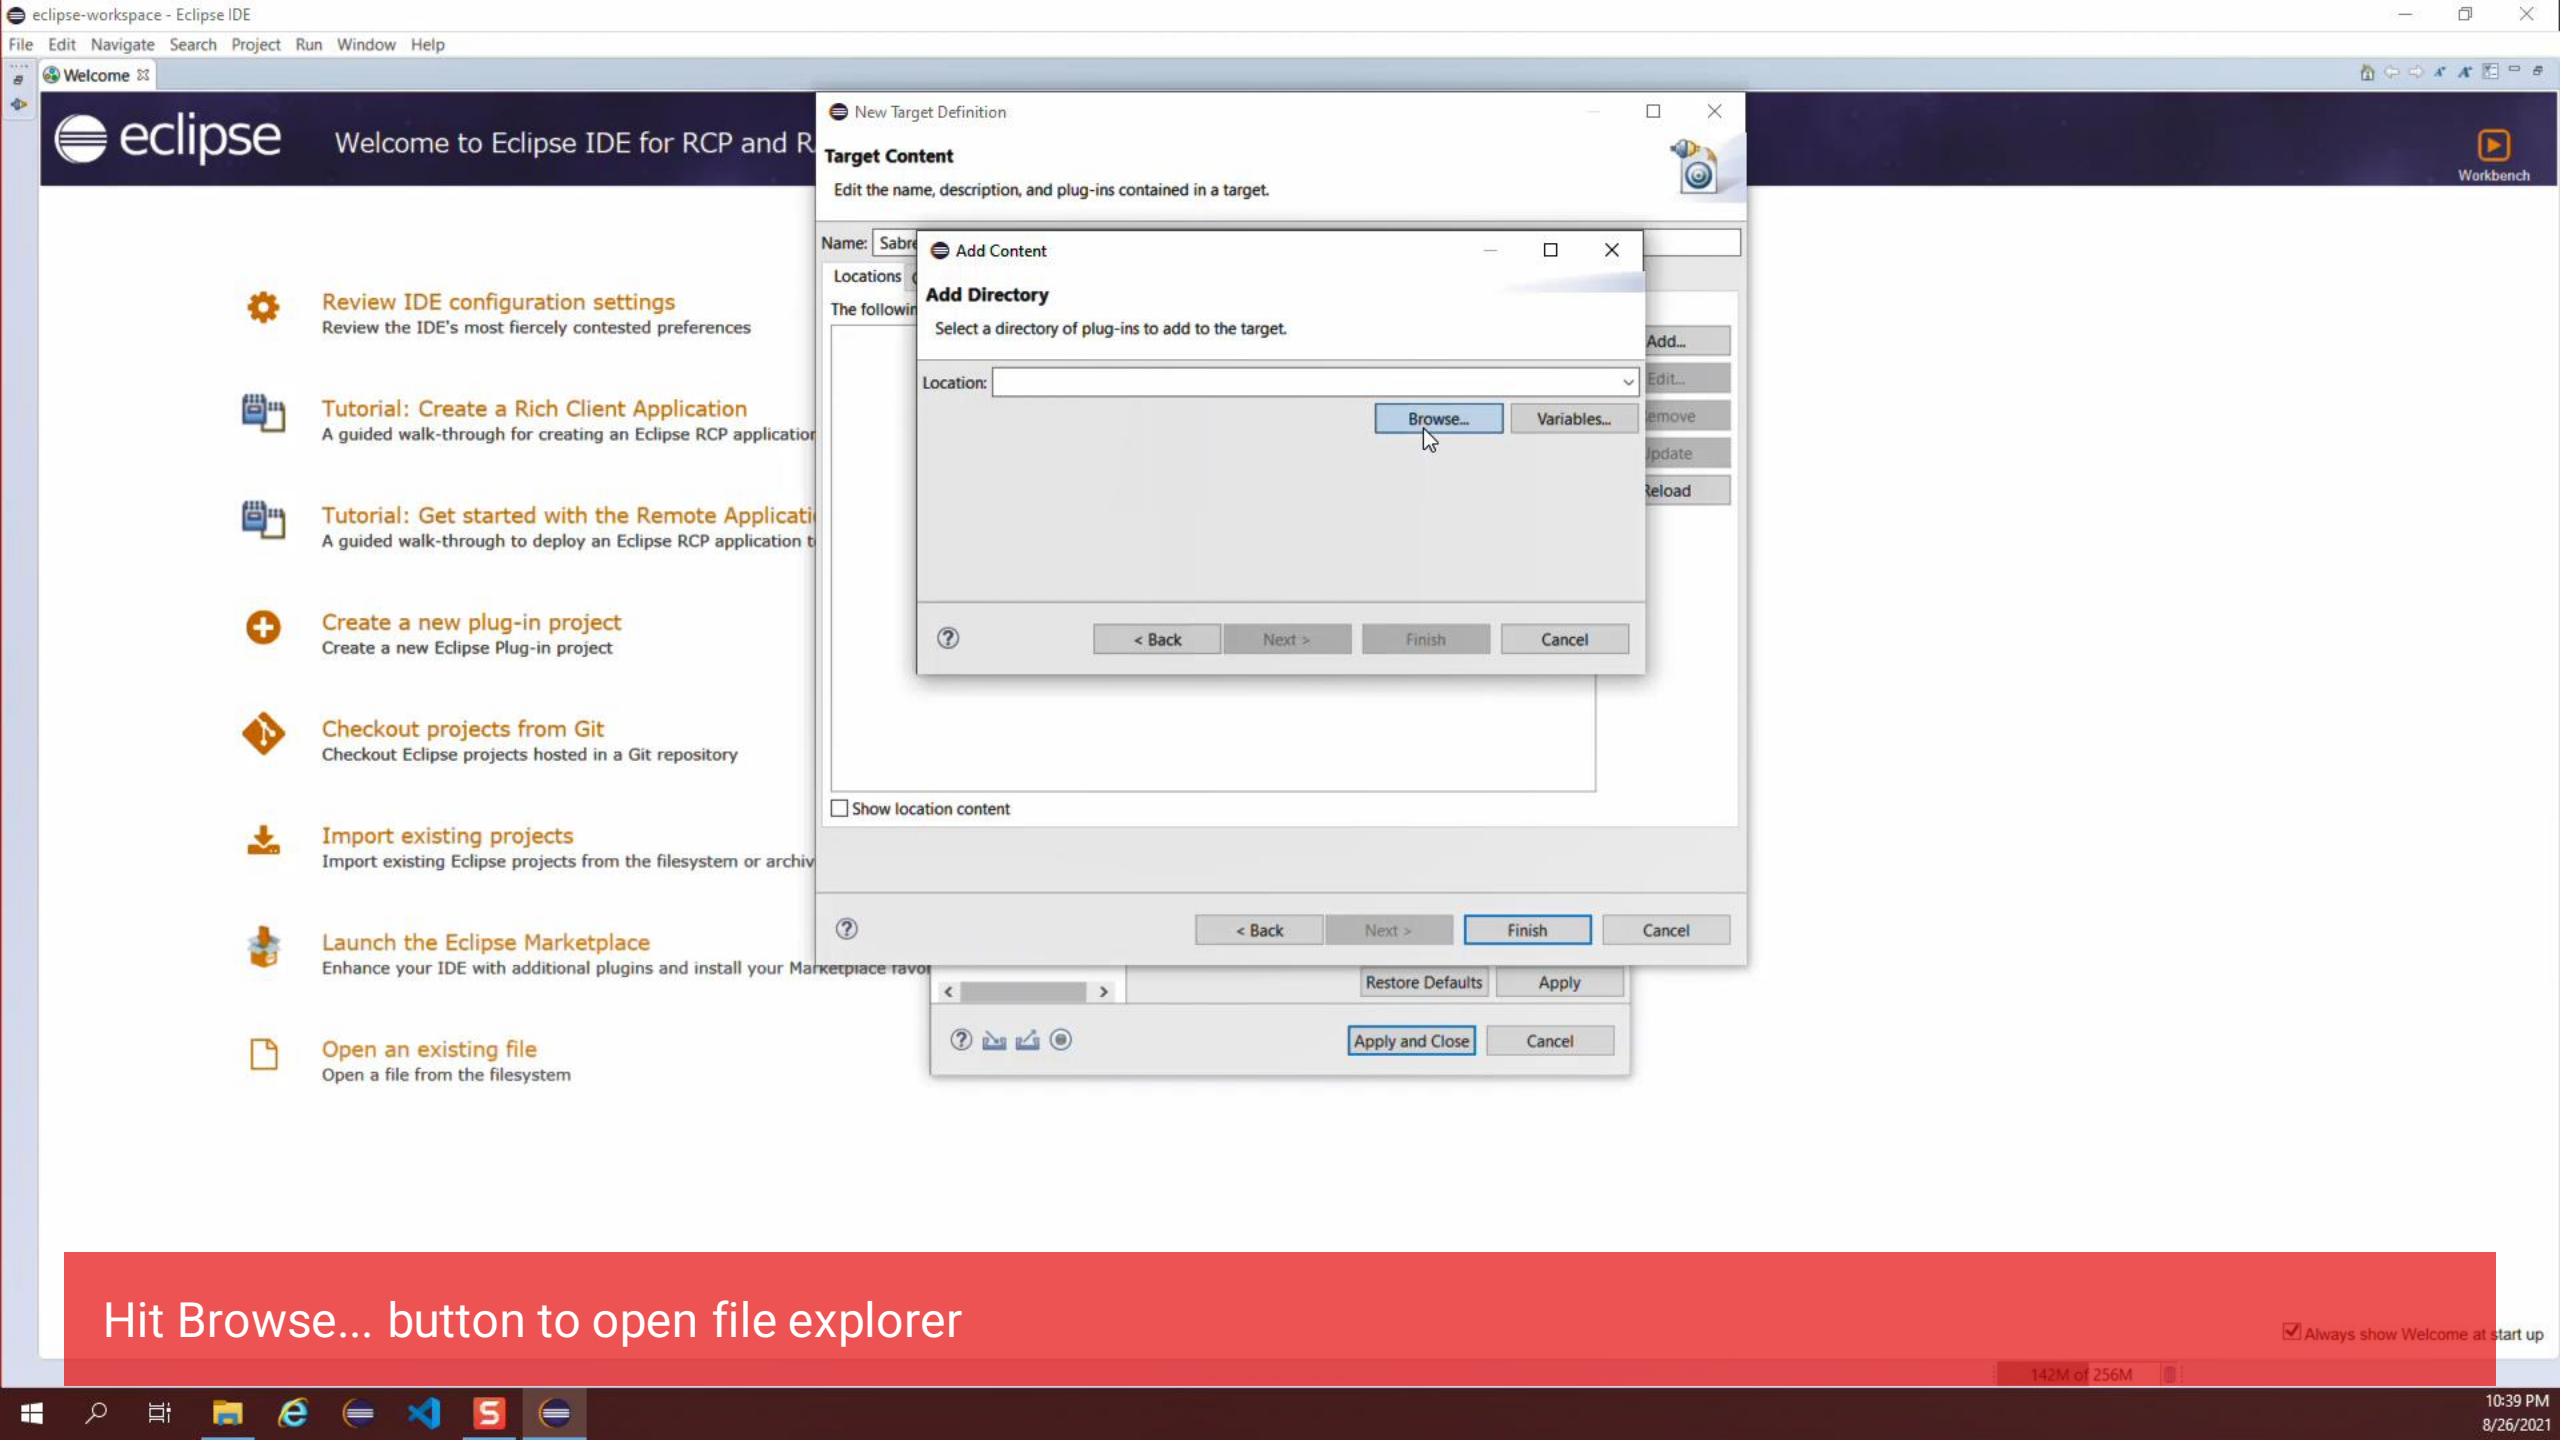 eclipse-workspace - Eclipse IDE
File Edit Navigate Search Project Run Window Help
Welcome
eclipse
Welcome to Eclipse IDE for RCP and R
Workbench
Review IDE configuration settings
Review the IDE's most fiercely contested preferences
Tutorial: Create a Rich Client Application
A guided walk-through for creating an Eclipse RCP application
Tutorial: Get started with the Remote Applicati
A guided walk-through to deploy an Eclipse RCP application t
Create a new plug-in project
Create a new Eclipse Plug-in project
Checkout projects from Git
Checkout Eclipse projects hosted in a Git repository
Import existing projects
Import existing Eclipse projects from the filesystem or archiv
Launch the Eclipse Marketplace
Enhance your IDE with additional plugins and install your Marketplace favor
Open an existing file
Open a file from the filesystem
New Target Definition
Target Content
Edit the name, description, and plug-ins contained in a target.
Name: Sabre
Locations
The followin
Add...
Edit...
emove
Update
Reload
Add Content
Add Directory
Select a directory of plug-ins to add to the target.
Location:
Browse... Variables...
< Back Next > Finish Cancel
Show location content
< Back Next > Finish Cancel
Restore Defaults Apply
Apply and Close Cancel
Hit Browse... button to open file explorer
Always show Welcome at start up
142M of 256M
10:39 PM
8/26/2021